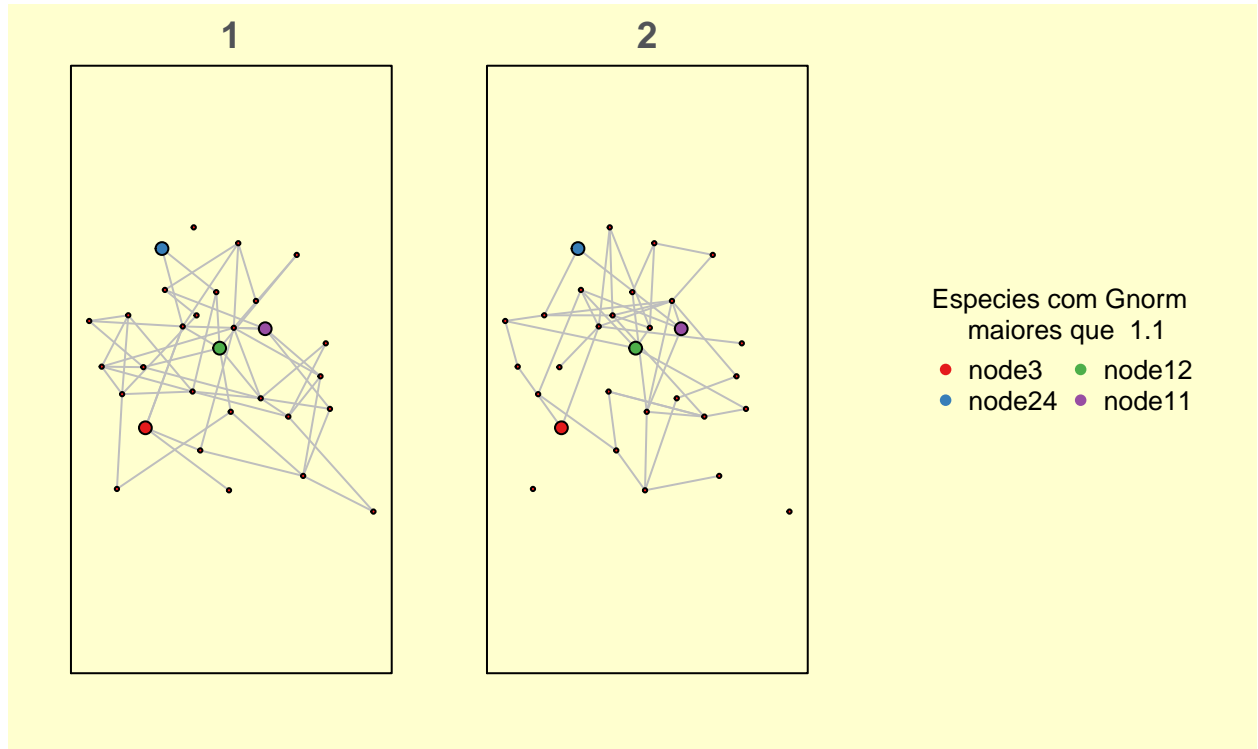 1
2
Especies com Gnorm
maiores que 1.1
node3 node12
node24 node11